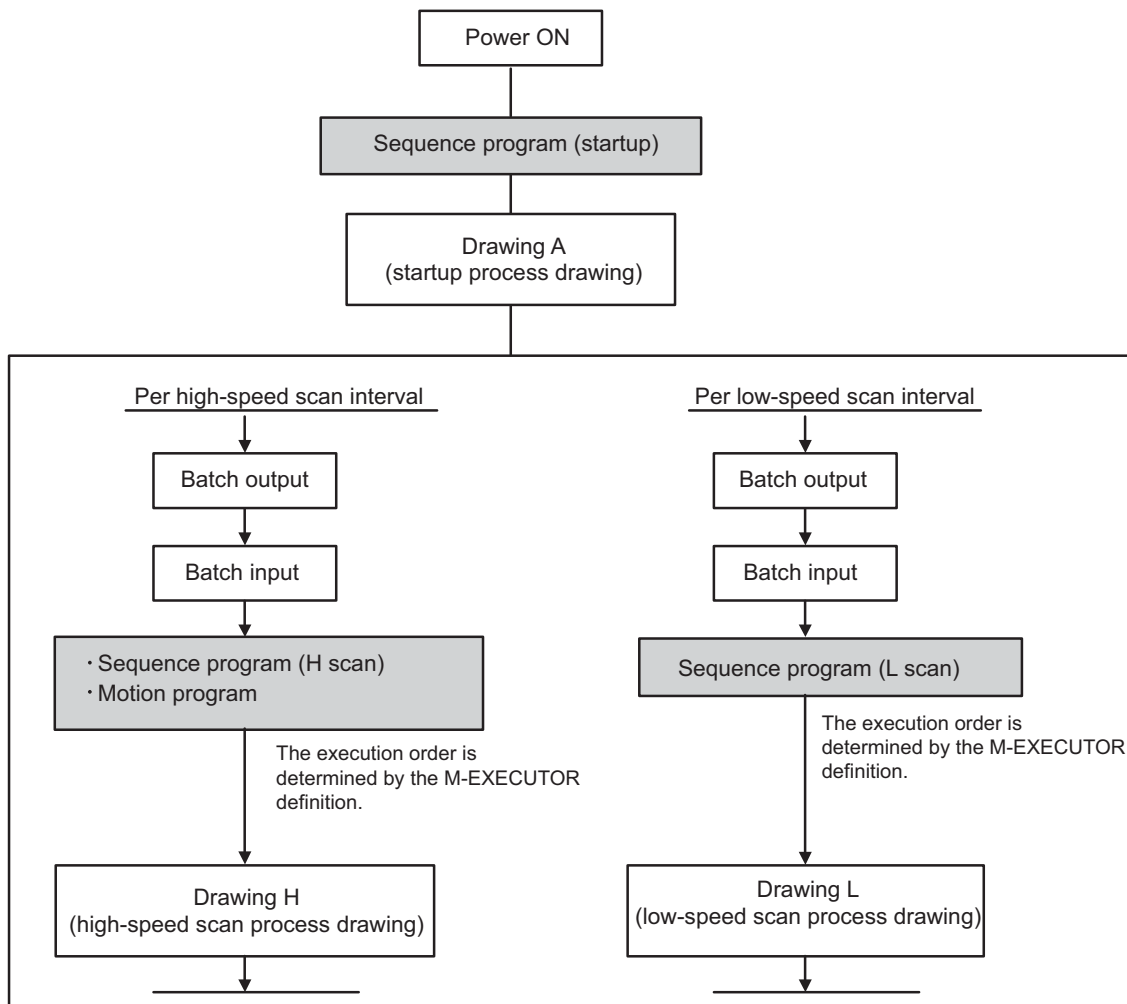 Power ON
Sequence program (startup)
Drawing A
(startup process drawing)
Per high-speed scan interval
Batch output
Batch input
・Sequence program (H scan)
・Motion program
The execution order is
determined by the M-EXECUTOR
definition.
Drawing H
(high-speed scan process drawing)
Per low-speed scan interval
Batch output
Batch input
Sequence program (L scan)
The execution order is
determined by the M-EXECUTOR
definition.
Drawing L
(low-speed scan process drawing)